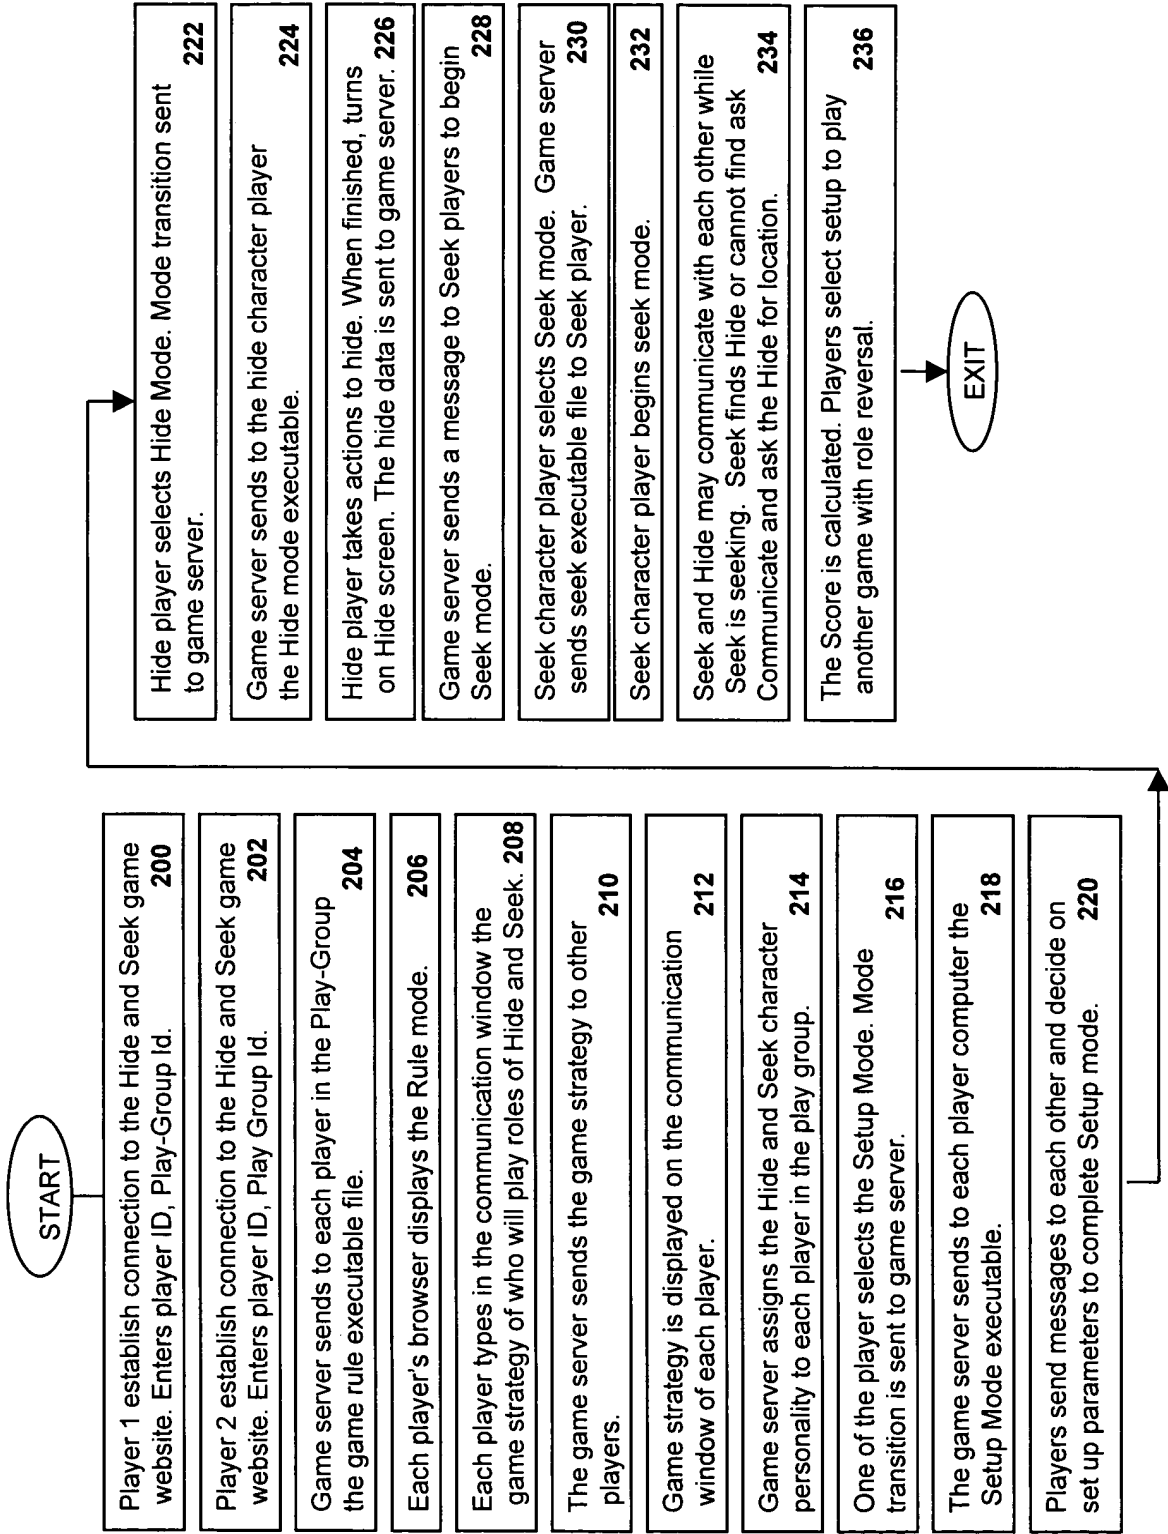 START
Player 1 establish connection to the Hide and Seek game
website. Enters player ID, Play-Group Id. 200
Player 2 establish connection to the Hide and Seek game
website. Enters player ID, Play Group Id. 202
Game server sends to each player in the Play-Group
the game rule executable file. 204
Each player's browser displays the Rule mode. 206
Each player types in the communication window the
game strategy of who will play roles of Hide and Seek. 208
The game server sends the game strategy to other
players. 210
Game strategy is displayed on the communication
window of each player. 212
Game server assigns the Hide and Seek character
personality to each player in the play group. 214
One of the player selects the Setup Mode. Mode
transition is sent to game server. 216
The game server sends to each player computer the
Setup Mode executable. 218
Players send messages to each other and decide on
set up parameters to complete Setup mode. 220
Hide player selects Hide Mode. Mode transition sent
to game server. 222
Game server sends to the hide character player
the Hide mode executable. 224
Hide player takes actions to hide. When finished, turns
on Hide screen. The hide data is sent to game server. 226
Game server sends a message to Seek players to begin
Seek mode. 228
Seek character player selects Seek mode. Game server
sends seek executable file to Seek player. 230
Seek character player begins seek mode. 232
Seek and Hide may communicate with each other while
Seek is seeking. Seek finds Hide or cannot find ask
Communicate and ask the Hide for location. 234
The Score is calculated. Players select setup to play
another game with role reversal. 236
EXIT